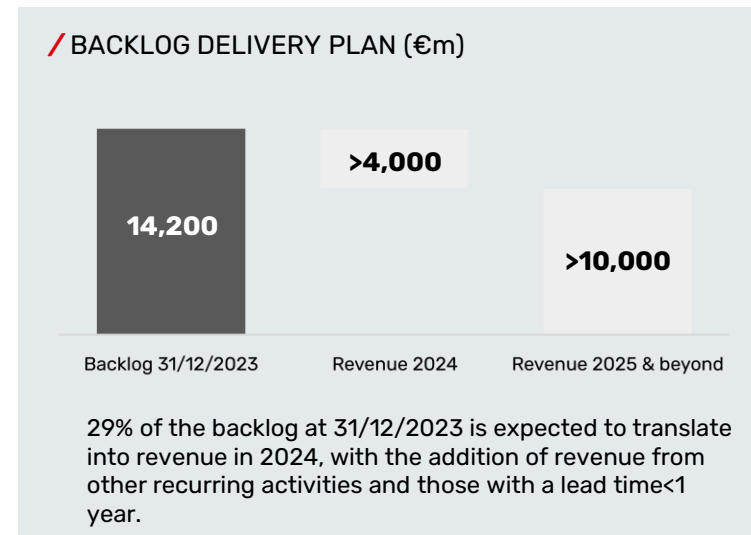 / BACKLOG DELIVERY PLAN (€m)
14,200
>4,000
>10,000
Backlog 31/12/2023
Revenue 2024
Revenue 2025 & beyond
29% of the backlog at 31/12/2023 is expected to translate
into revenue in 2024, with the addition of revenue from
other recurring activities and those with a lead time<1
year.